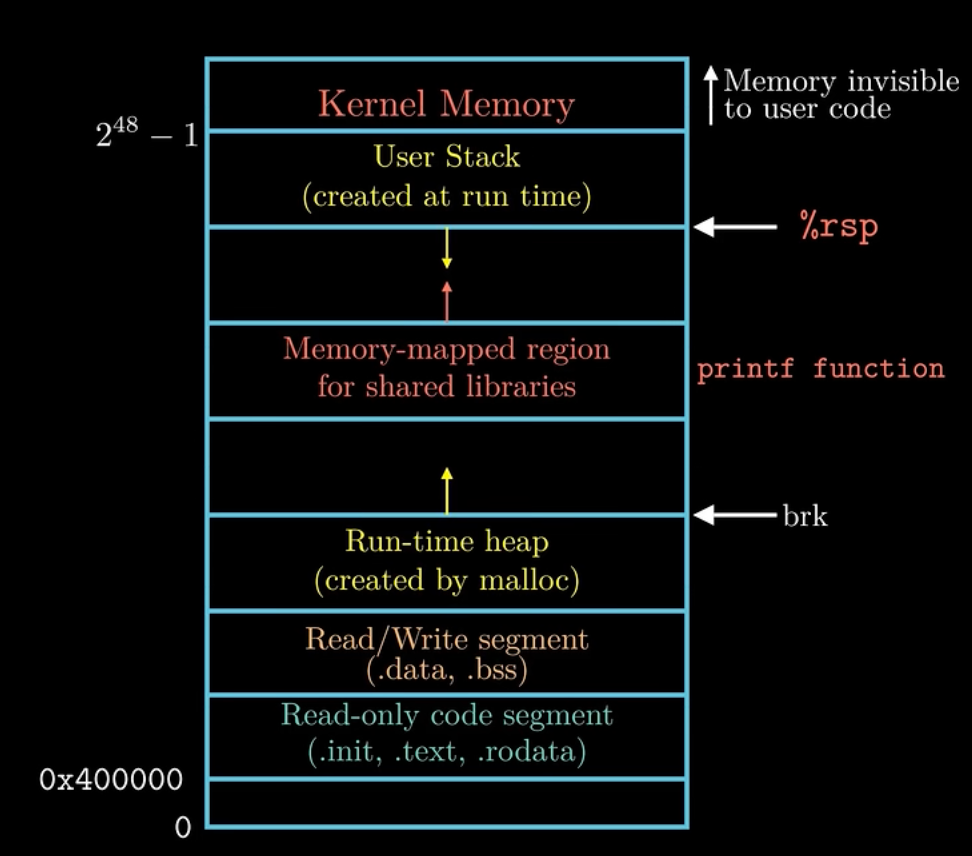 Kernel Memory
Memory invisible
to user code
2^48 − 1
User Stack
(created at run time)
%rsp
Memory-mapped region
for shared libraries
printf function
brk
Run-time heap
(created by malloc)
Read/Write segment
(.data, .bss)
Read-only code segment
(.init, .text, .rodata)
0x400000
0